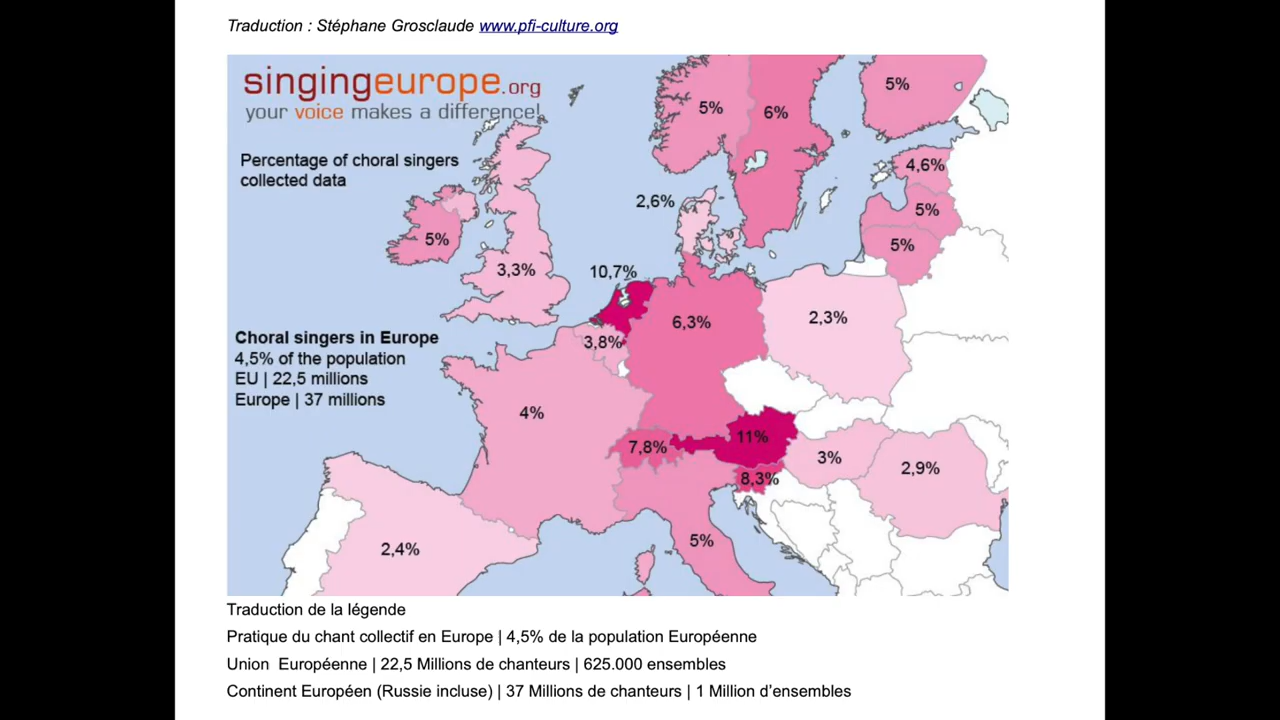 Traduction : Stéphane Grosclaude www.pfi-culture.org
singingeurope.org
your voice makes a difference!
Percentage of choral singers
collected data
5%
6%
5%
4,6%
5%
5%
2,6%
5%
3,3%
10,7%
6,3%
2,3%
3,8%
Choral singers in Europe
4,5% of the population
EU | 22,5 millions
Europe | 37 millions
4%
7,8%
11%
3%
2,9%
8,3%
2,4%
5%
Traduction de la légende
Pratique du chant collectif en Europe | 4,5% de la population Européenne
Union Européenne | 22,5 Millions de chanteurs | 625.000 ensembles
Continent Européen (Russie incluse) | 37 Millions de chanteurs | 1 Million d’ensembles